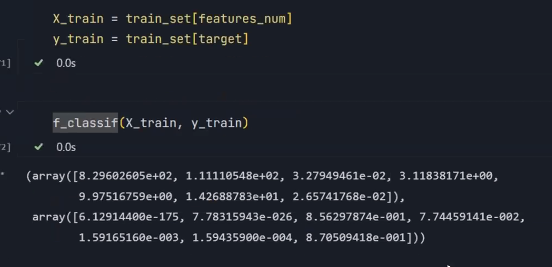 X_train = train_set[features_num]
y_train = train_set[target]
0.0s
f_classif(X_train, y_train)
0.0s
(array([8.29602605e+02, 1.11110548e+02, 3.27949461e-02, 3.11838171e+00,
9.97516759e+00, 1.42688783e+01, 2.65741768e-02]),
array([6.12914400e-175, 7.78315943e-026, 8.56297874e-001, 7.74459141e-002,
1.59165160e-003, 1.59435900e-004, 8.70509418e-001]))